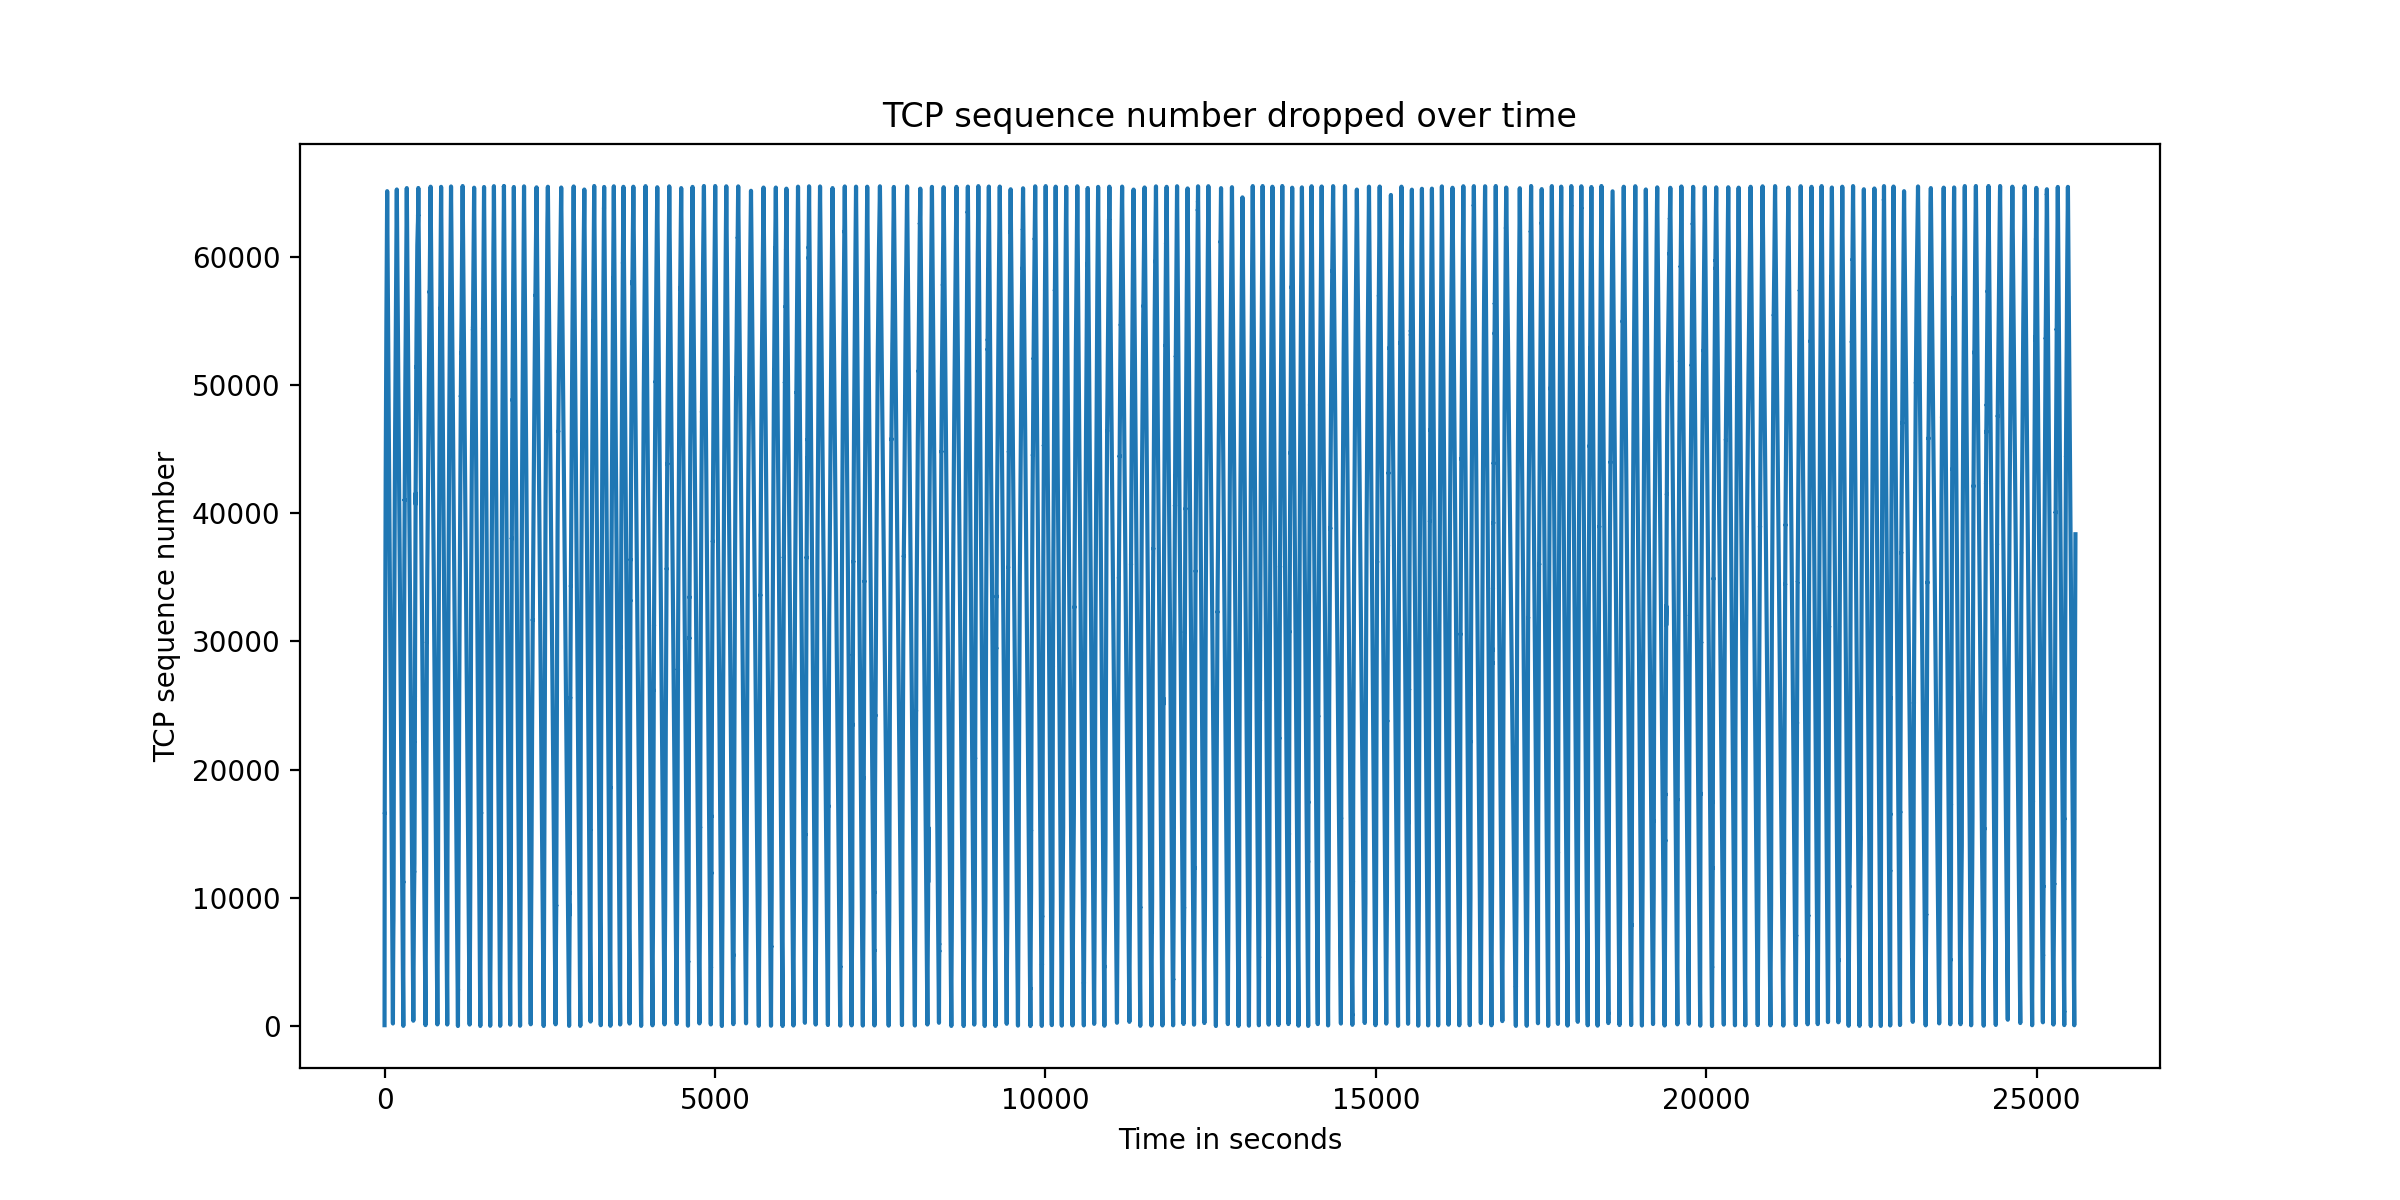 TCP sequence number dropped over time
TCP sequence number
60000
50000
40000
30000
20000
10000
0
0 5000 10000 15000 20000 25000
Time in seconds